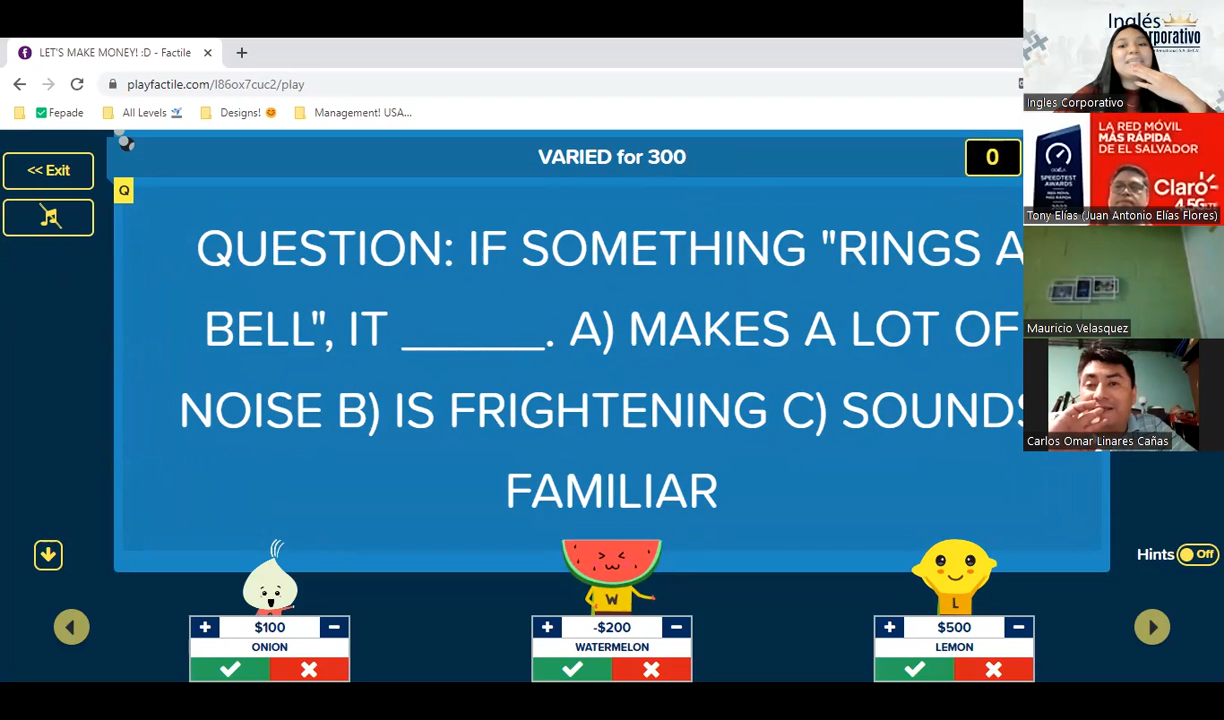 LET'S MAKE MONEY! :D - Factile
playfactile.com/l86ox7cuc2/play
Fepade
All Levels
Designs!
Management! USA...
<< Exit
VARIED for 300
0
Q
QUESTION: IF SOMETHING "RINGS A
BELL", IT ______. A) MAKES A LOT OF
NOISE B) IS FRIGHTENING C) SOUNDS
FAMILIAR
Hints Off
W
L
+ $100 −
ONION
+ -$200 −
WATERMELON
+ $500 −
LEMON
Inglés
Corporativo
Ingles Corporativo
SPEEDTEST
AWARDS
LA RED MÓVIL
MÁS RÁPIDA
DE EL SALVADOR
Claro
4.5G LTE
Tony Elías (Juan Antonio Elías Flores)
Mauricio Velasquez
Carlos Omar Linares Cañas